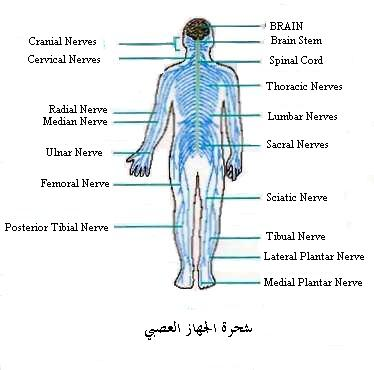 BRAIN
Cranial Nerves
Brain Stem
Cervical Nerves
Spinal Cord
Thoracic Nerves
Radial Nerve
Lumbar Nerves
Median Nerve
Sacral Nerves
Ulnar Nerve
Femoral Nerve
Sciatic Nerve
Posterior Tibial Nerve
Tibual Nerve
Lateral Plantar Nerve
Medial Plantar Nerve
شحرة الجهاز العصبي